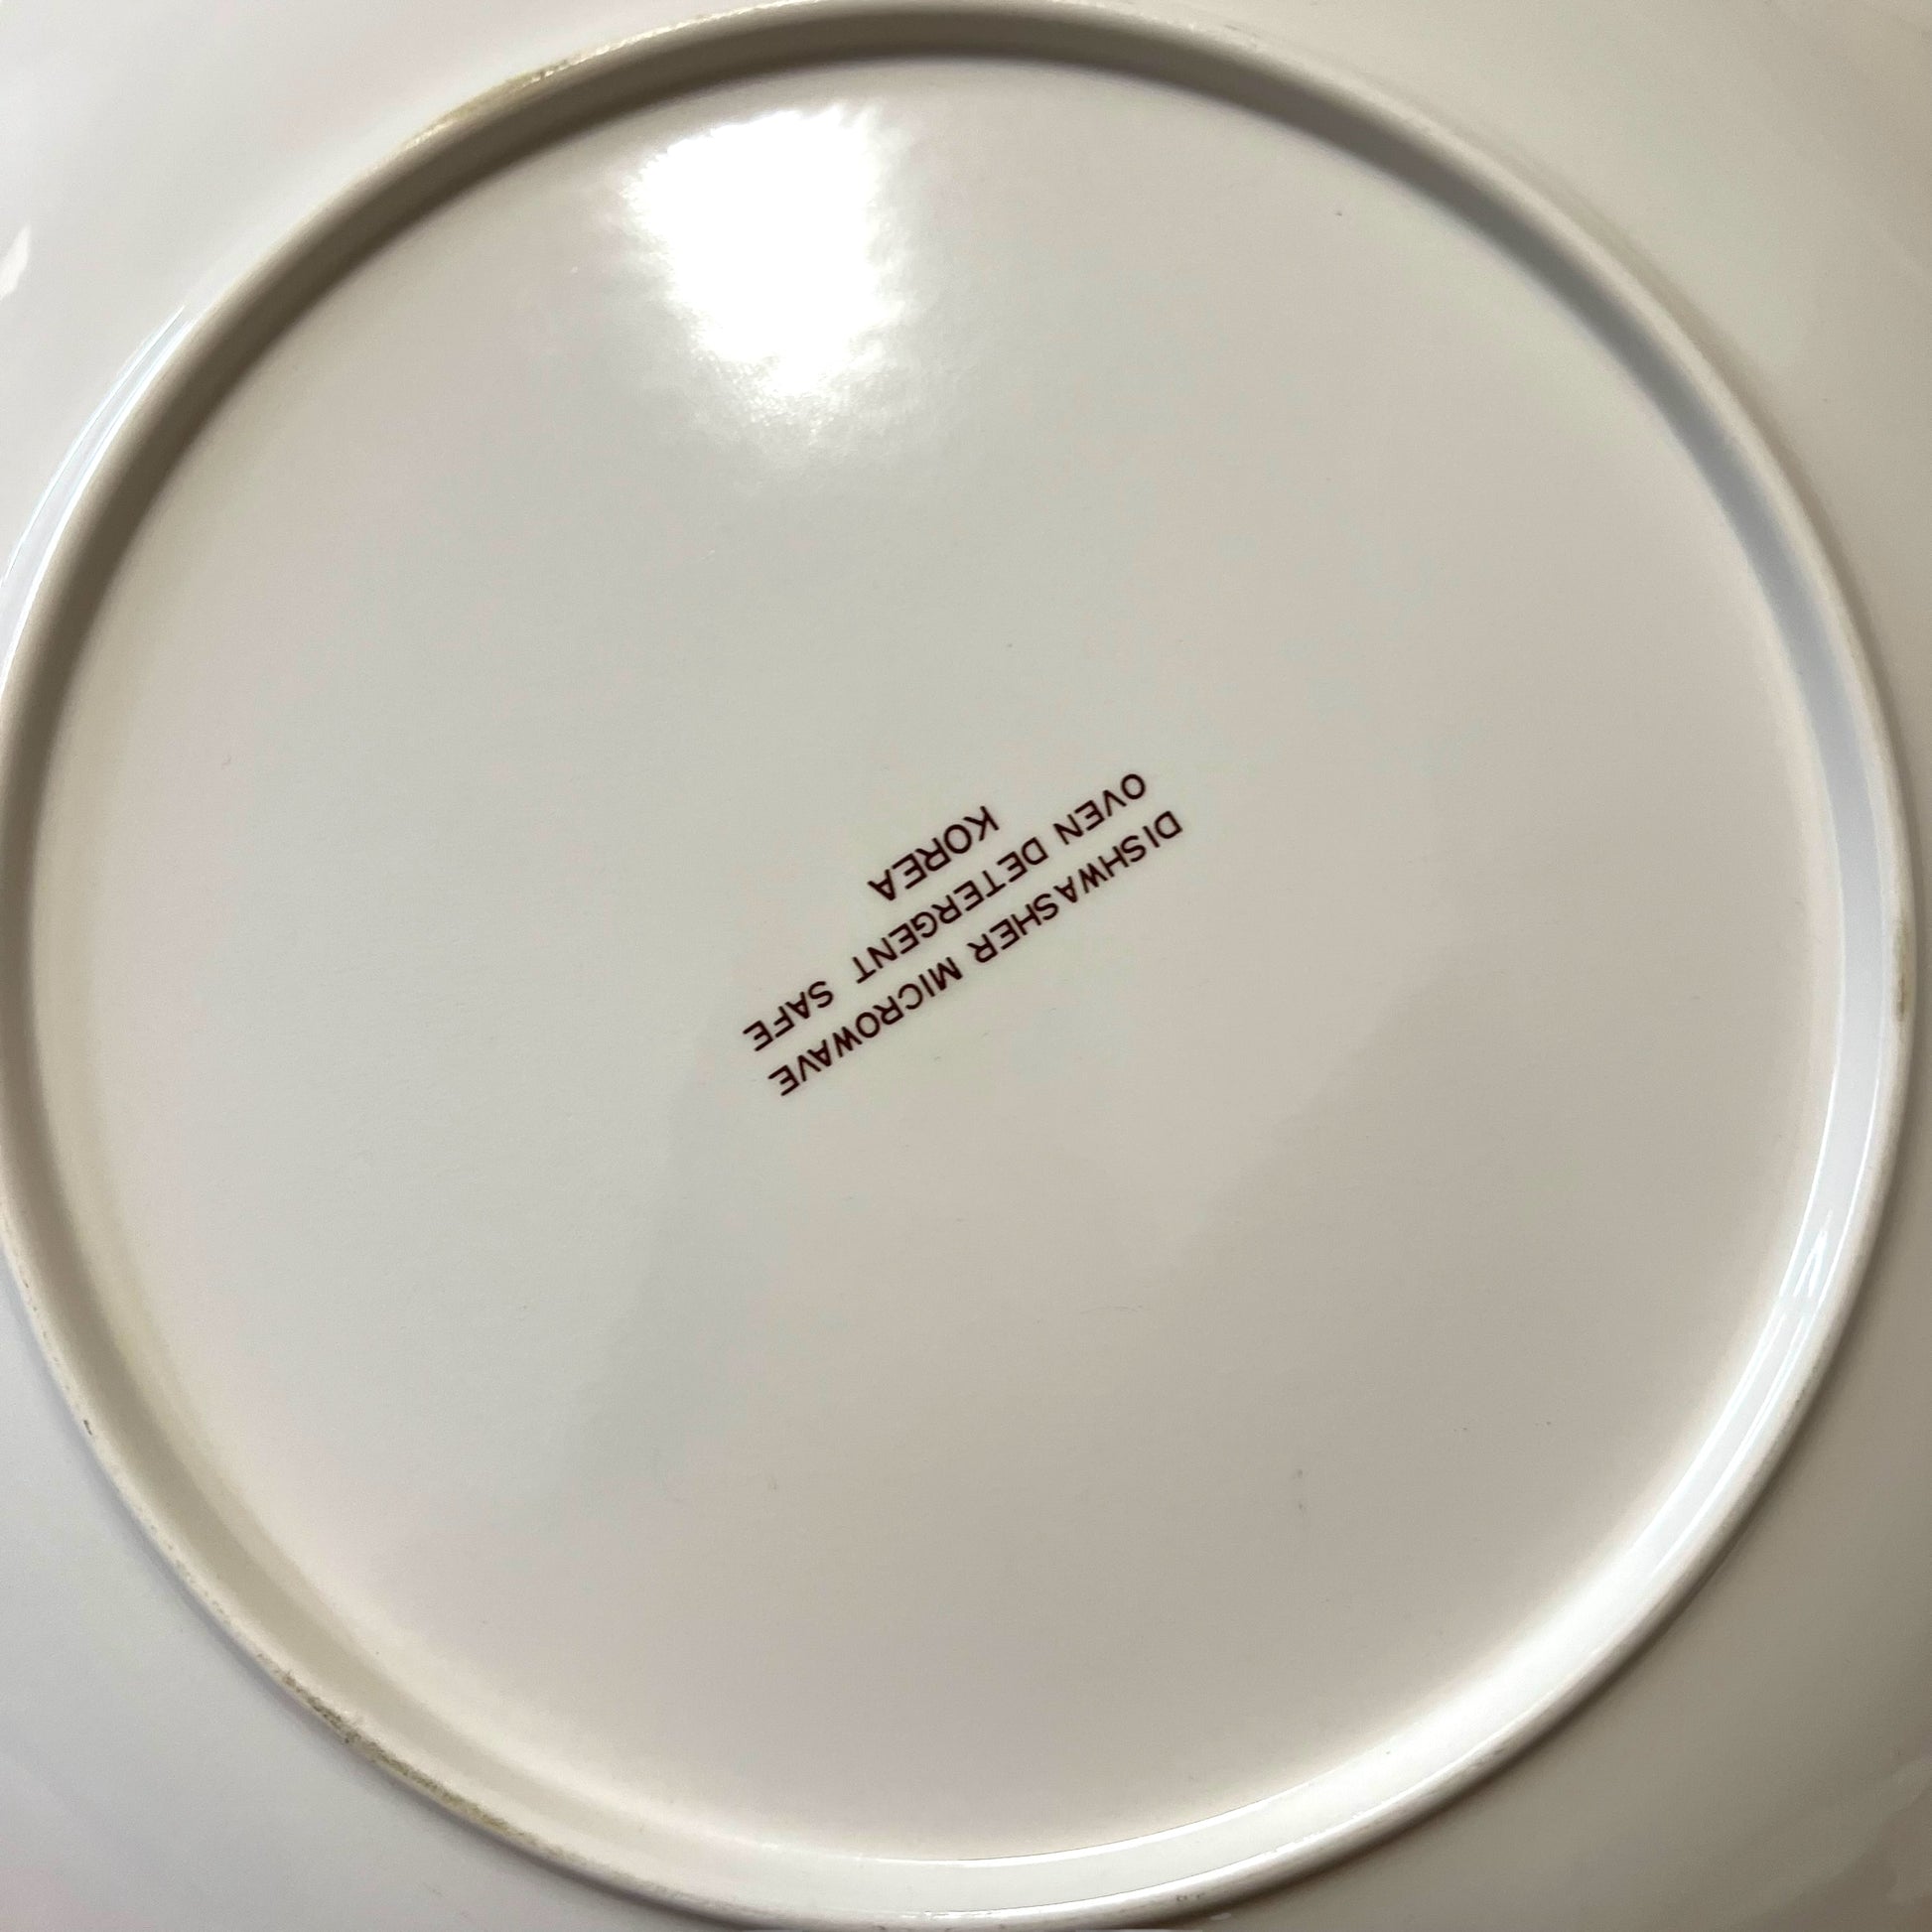 DISHWASHER MICROWAVE
OVEN DETERGENT SAFE
KOREA